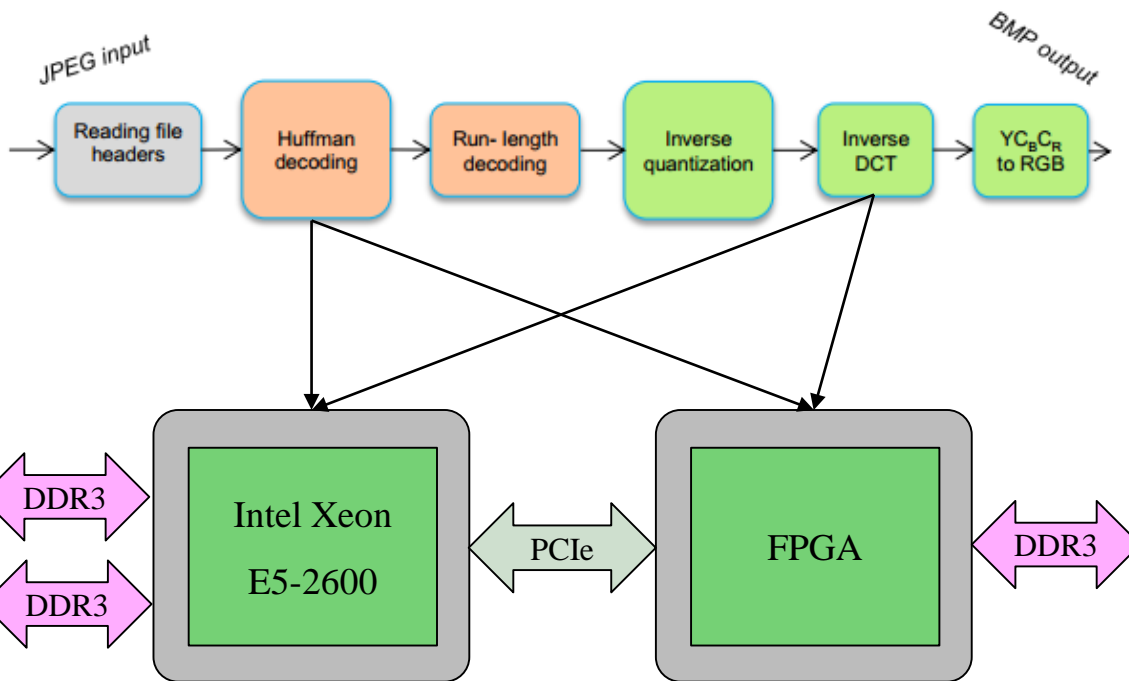 JPEG input
BMP output
Reading file
headers
Huffman
decoding
Run- length
decoding
Inverse
quantization
Inverse
DCT
YCBCR
to RGB
DDR3
DDR3
Intel Xeon
E5-2600
PCIe
FPGA
DDR3